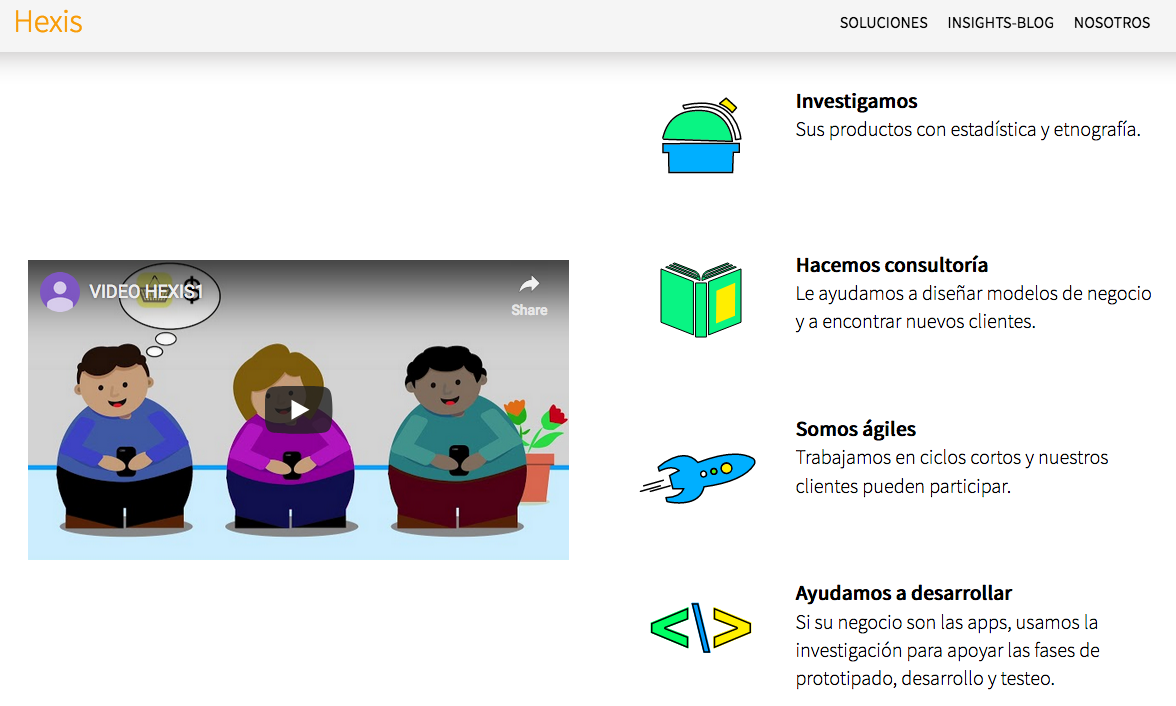 Hexis
SOLUCIONES INSIGHTS-BLOG NOSOTROS
VIDEO HEXIS1
$
Share
Investigamos
Sus productos con estadística y etnografía.
Hacemos consultoría
Le ayudamos a diseñar modelos de negocio
y a encontrar nuevos clientes.
Somos ágiles
Trabajamos en ciclos cortos y nuestros
clientes pueden participar.
Ayudamos a desarrollar
Si su negocio son las apps, usamos la
investigación para apoyar las fases de
prototipado, desarrollo y testeo.